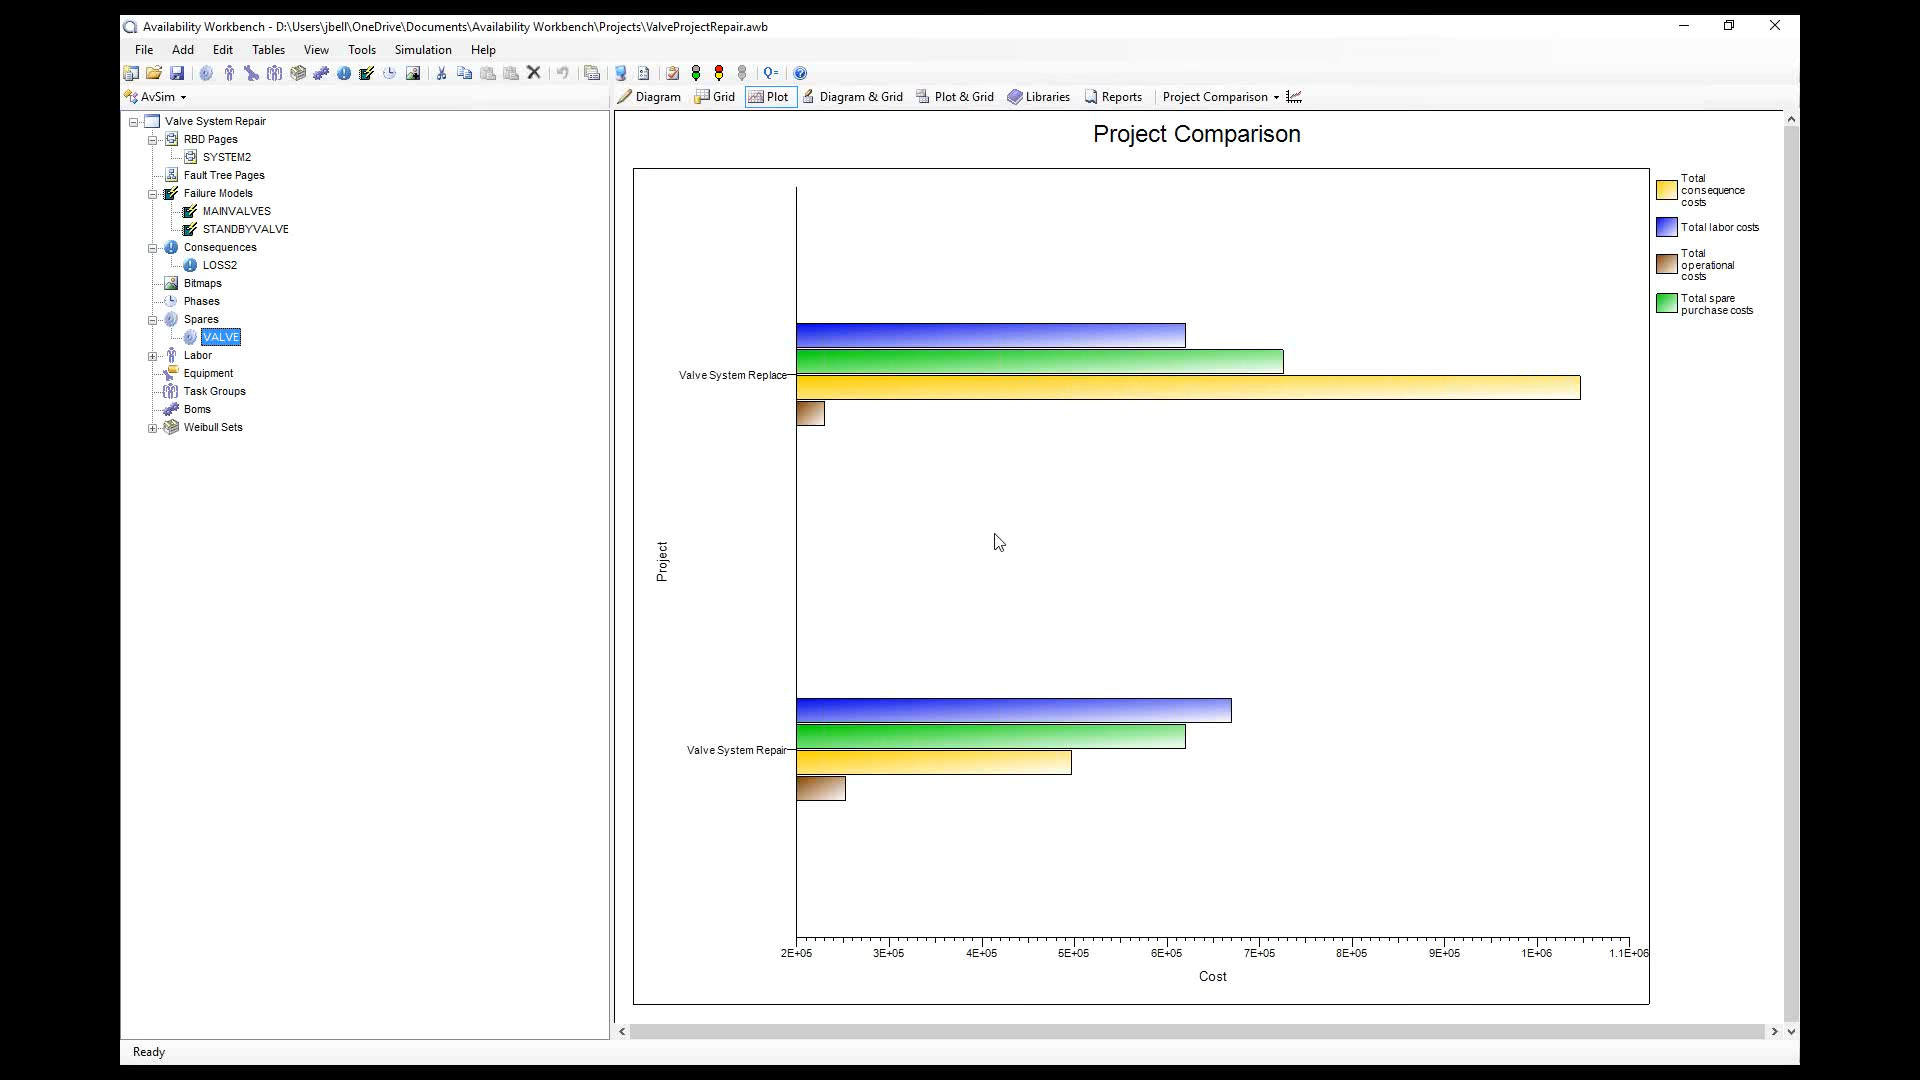 Availability Workbench - D:\Users\jbell\OneDrive\Documents\Availability Workbench\Projects\ValveProjectRepair.awb
File Add Edit Tables View Tools Simulation Help
Q=
AvSim
Diagram Grid Plot Diagram & Grid Plot & Grid Libraries Reports Project Comparison
Valve System Repair
RBD Pages
SYSTEM2
Fault Tree Pages
Failure Models
MAINVALVES
STANDBYVALVE
Consequences
LOSS2
Bitmaps
Phases
Spares
VALVE
Labor
Equipment
Task Groups
Boms
Weibull Sets
Project Comparison
Total
consequence
costs
Total labor costs
Total
operational
costs
Total spare
purchase costs
Valve System Replace
Project
Valve System Repair
2E+05 3E+05 4E+05 5E+05 6E+05 7E+05 8E+05 9E+05 1E+06 1.1E+06
Cost
Ready